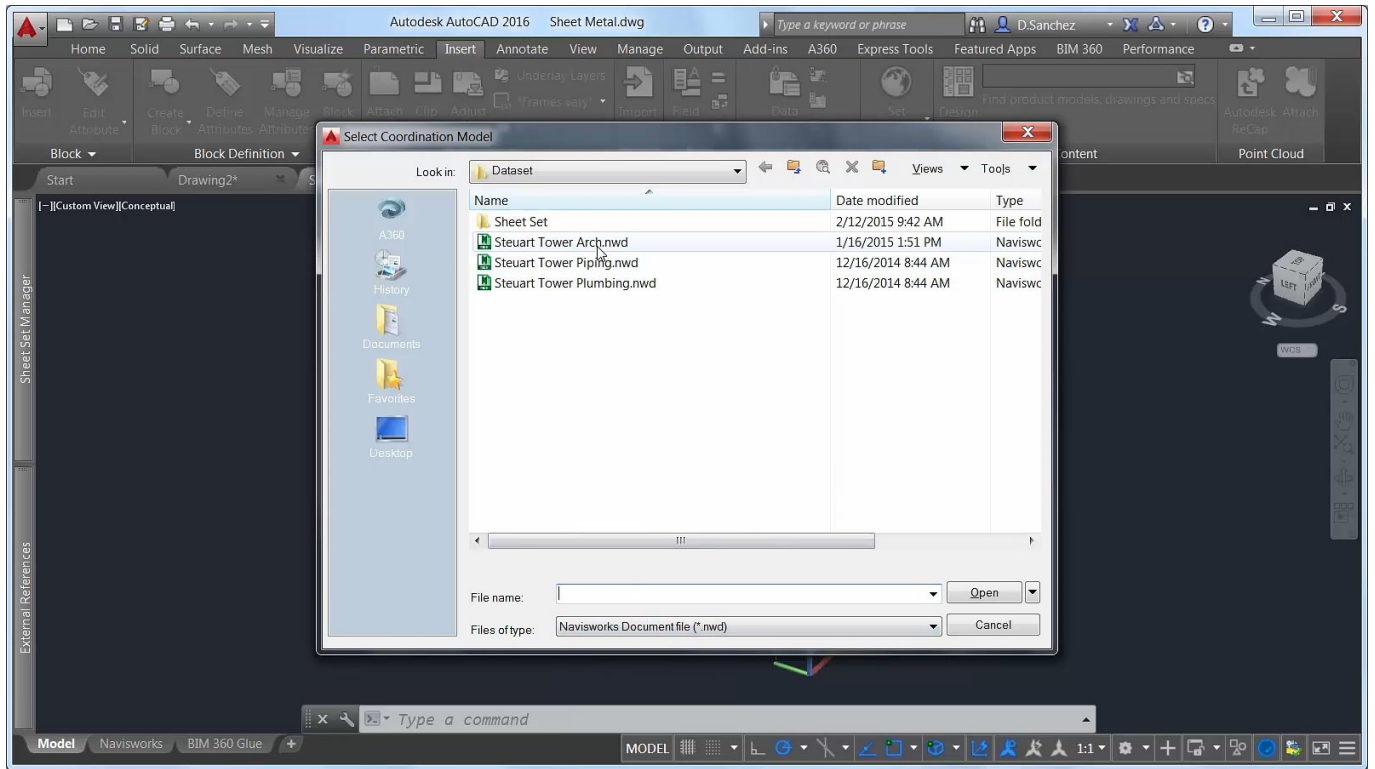 Autodesk AutoCAD 2016 Sheet Metal.dwg
Type a keyword or phrase
D.Sanchez
Home Solid Surface Mesh Visualize Parametric Insert Annotate View Manage Output Add-ins A360 Express Tools Featured Apps BIM 360 Performance
Underlay Layers
*Frames vary*
Find product models, drawings and specs
Insert Edit Attribute Create Block Define Attributes Manage Attributes Block Attach Clip Adjust Import Field Data Set Design Autodesk ReCap Attach
Block Block Definition Point Cloud
Start Drawing2*
[−][Custom View][Conceptual]
Select Coordination Model
Look in: Dataset Views Tools
Name Date modified Type
Sheet Set 2/12/2015 9:42 AM File fold
Steuart Tower Arch.nwd 1/16/2015 1:51 PM Naviswo
Steuart Tower Piping.nwd 12/16/2014 8:44 AM Naviswo
Steuart Tower Plumbing.nwd 12/16/2014 8:44 AM Naviswo
A360
History
Documents
Favorites
Desktop
File name: Open
Files of type: Navisworks Document file (*.nwd) Cancel
Sheet Set Manager
External References
TOP
LEFT
W S
WCS
Type a command
Model Navisworks BIM 360 Glue +
MODEL 1:1